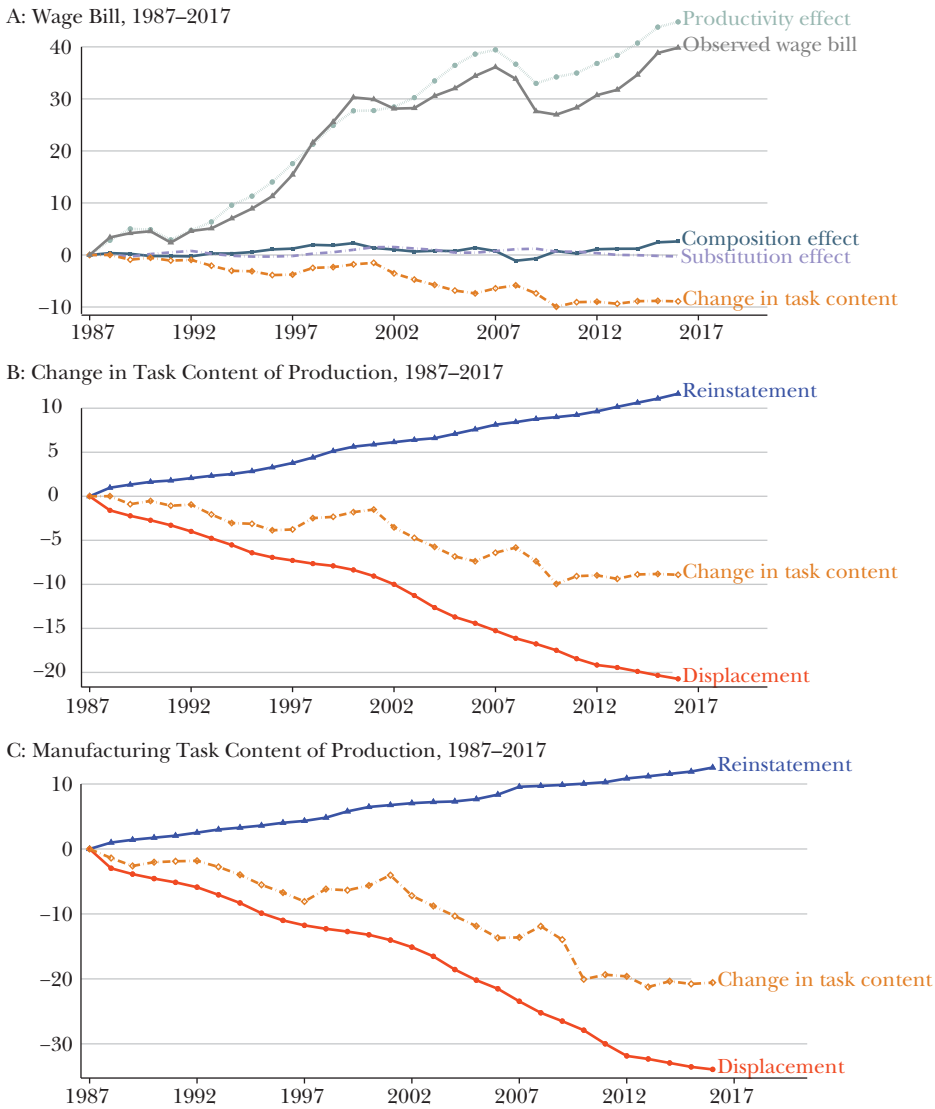 A: Wage Bill, 1987–2017
Productivity effect
40
Observed wage bill
30
20
10
Composition effect
0
Substitution effect
Change in task content
−10
1987 1992 1997 2002 2007 2012 2017
B: Change in Task Content of Production, 1987–2017
Reinstatement
10
5
0
−5
Change in task content
−10
−15
−20
Displacement
1987 1992 1997 2002 2007 2012 2017
C: Manufacturing Task Content of Production, 1987–2017
Reinstatement
10
0
−10
−20
Change in task content
−30
Displacement
1987 1992 1997 2002 2007 2012 2017